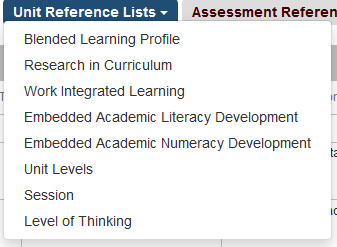 Unit Reference Lists Assessment Referen
Blended Learning Profile
Research in Curriculum
Work Integrated Learning
Embedded Academic Literacy Development
Embedded Academic Numeracy Development
Unit Levels
Session
Level of Thinking